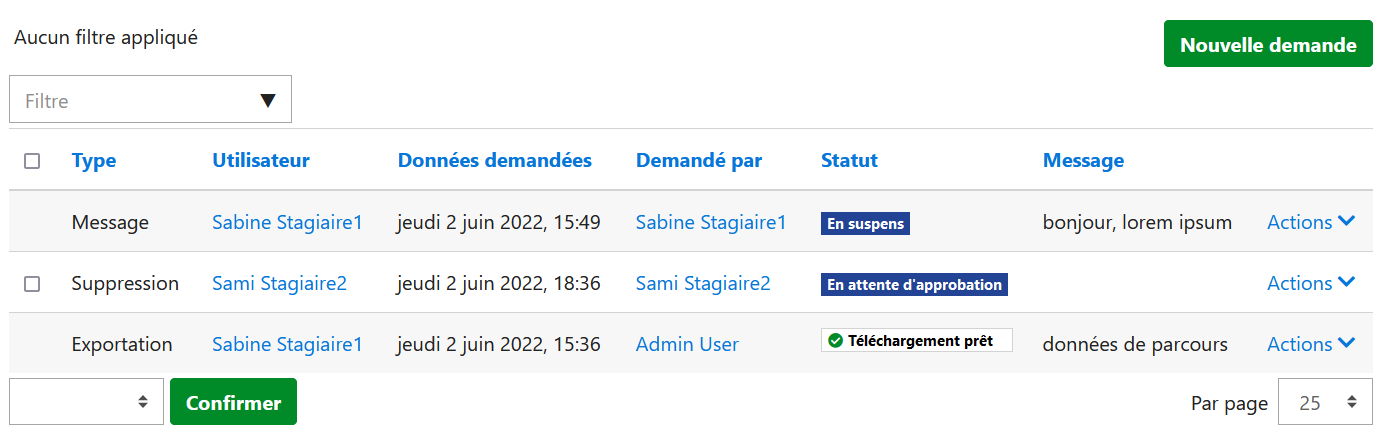 Aucun filtre appliqué
Nouvelle demande
Filtre
Type Utilisateur Données demandées Demandé par Statut Message
Message Sabine Stagiaire1 jeudi 2 juin 2022, 15:49 Sabine Stagiaire1 En suspens bonjour, lorem ipsum Actions
Suppression Sami Stagiaire2 jeudi 2 juin 2022, 18:36 Sami Stagiaire2 En attente d'approbation Actions
Exportation Sabine Stagiaire1 jeudi 2 juin 2022, 15:36 Admin User Téléchargement prêt données de parcours Actions
Confirmer Par page 25